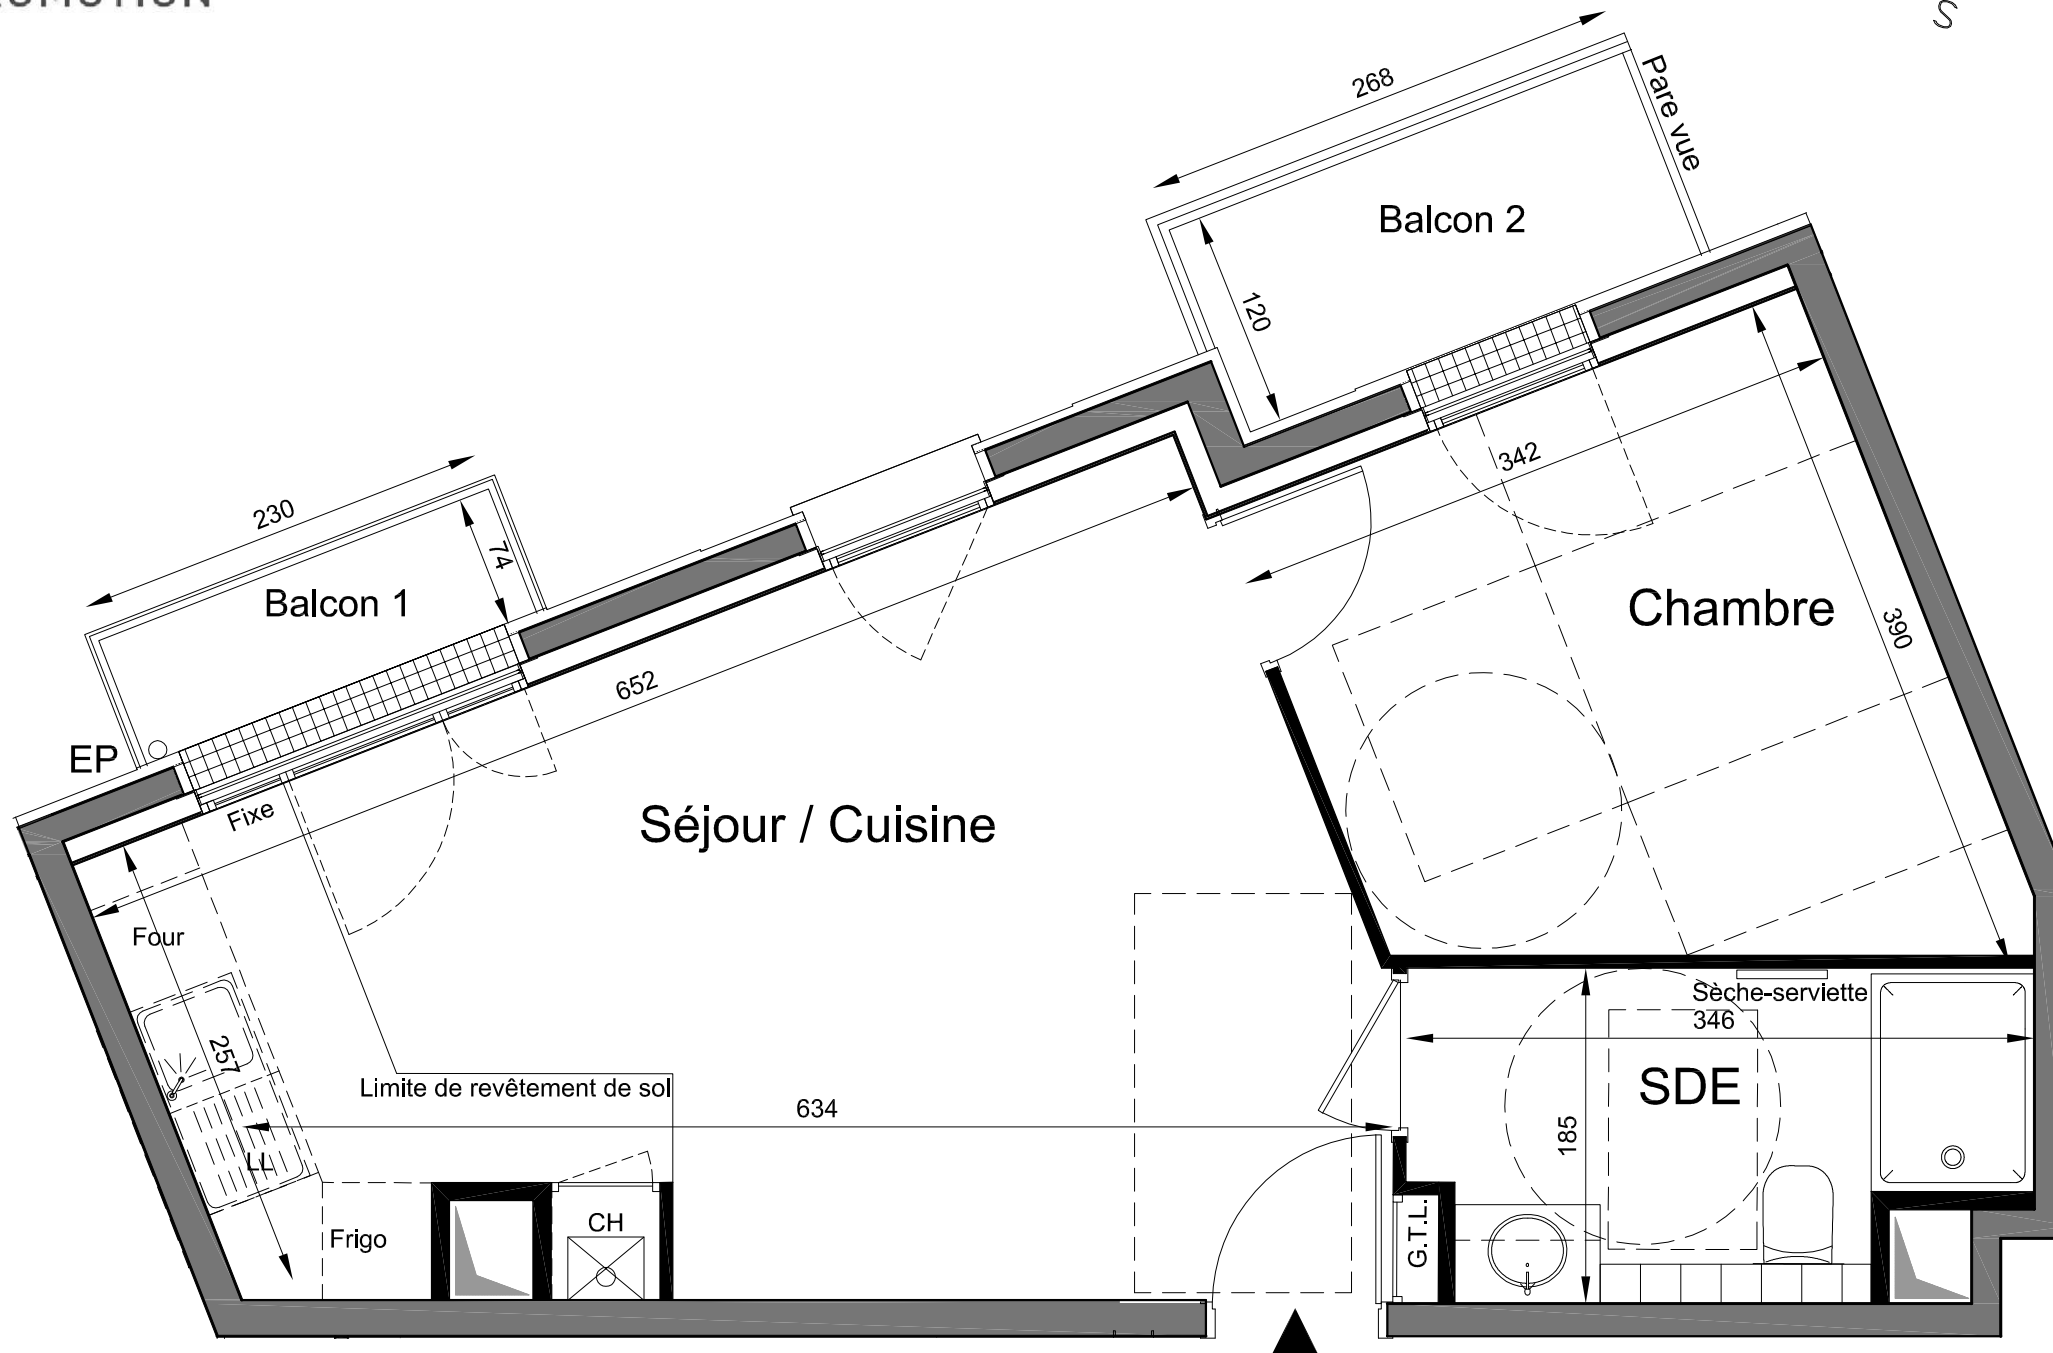 S
268
Pare vue
Balcon 2
120
230
74
Balcon 1
342
Chambre
390
652
EP
Fixe
Séjour / Cuisine
Four
257
Sèche-serviette
346
SDE
Limite de revêtement de sol
634
185
LL
CH
Frigo
G.T.L.